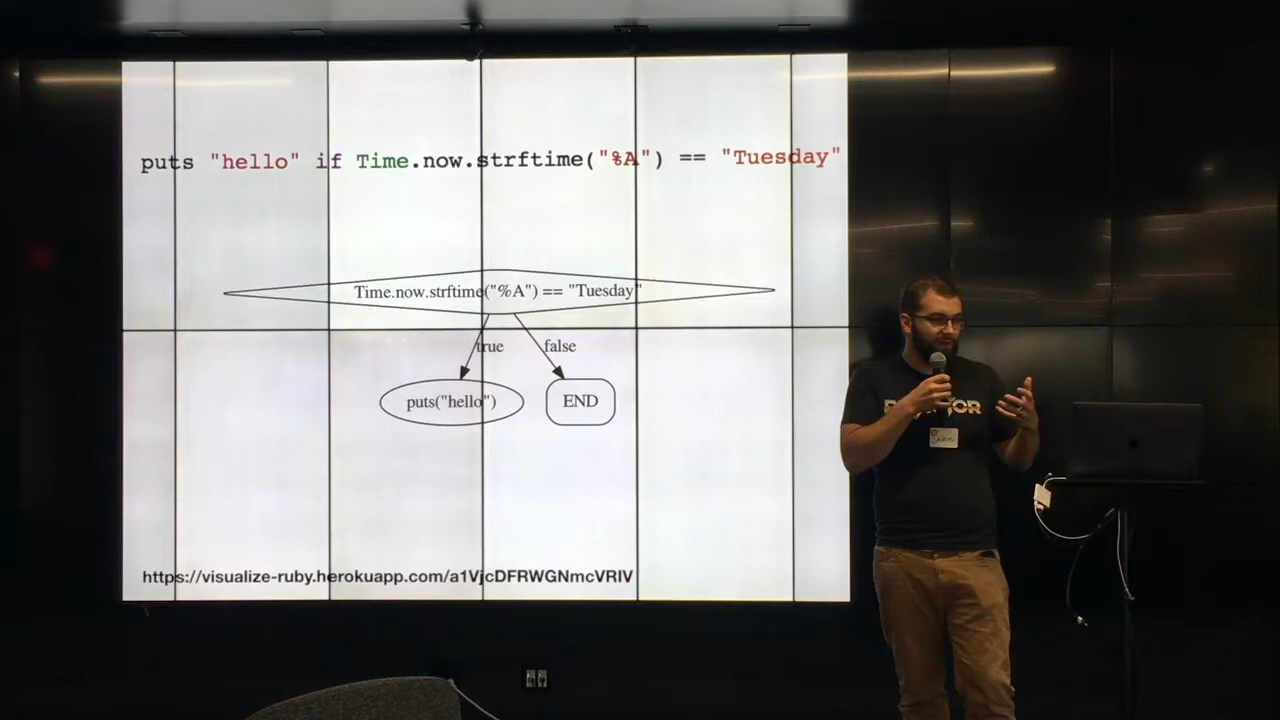 puts "hello" if Time.now.strftime("%A") == "Tuesday"
Time.now.strftime("%A") == "Tuesday"
true
false
puts("hello")
END
https://visualize-ruby.herokuapp.com/a1VjcDFRWGNmcVRIV